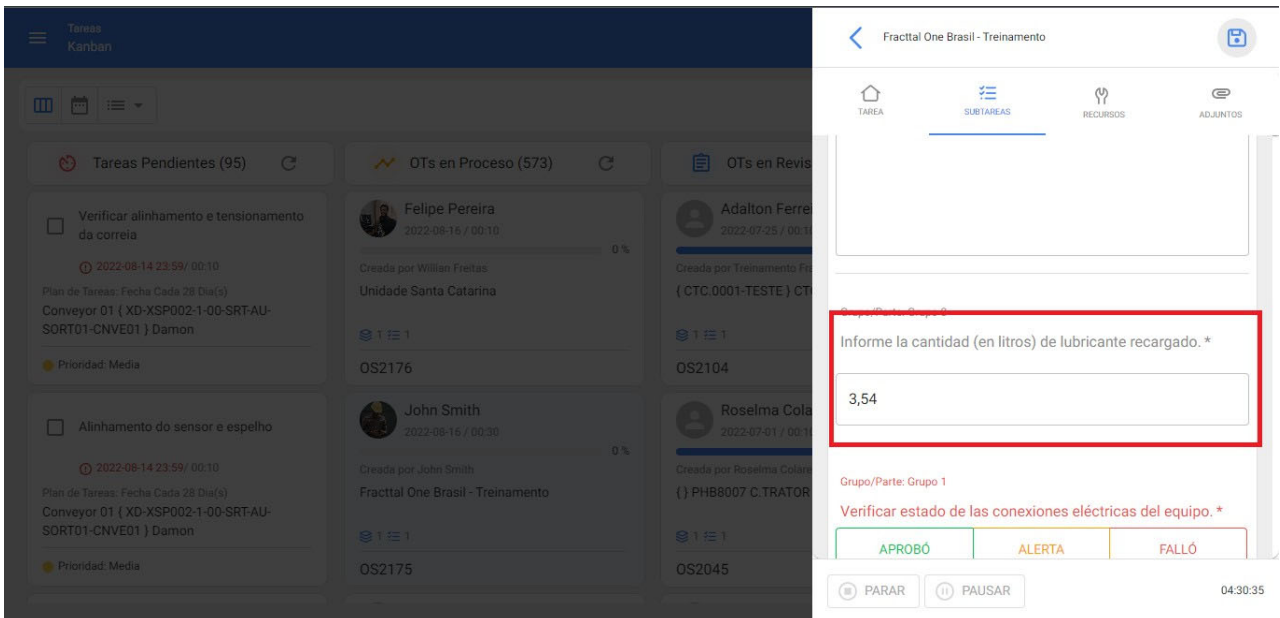 Tareas
Kanban
Tareas Pendientes (95)
OTs en Proceso (573)
OTs en Revis
Verificar alinhamento e tensionamento
da correia
2022-08-14 23:59/ 00:10
Plan de Tareas: Fecha Cada 28 Dia(s)
Conveyor 01 { XD-XSP002-1-00-SRT-AU-
SORT01-CNVE01 } Damon
Prioridad: Media
Alinhamento do sensor e espelho
2022-08-14 23:59/ 00:10
Plan de Tareas: Fecha Cada 28 Dia(s)
Conveyor 01 { XD-XSP002-1-00-SRT-AU-
SORT01-CNVE01 } Damon
Prioridad: Media
Felipe Pereira
2022-08-16 / 00:10
0 %
Creada por Willian Freitas
Unidade Santa Catarina
1 1
OS2176
John Smith
2022-08-16 / 00:30
0 %
Creada por John Smith
Fracttal One Brasil - Treinamento
1 1
OS2175
Adalton Ferrei
2022-07-25 / 00:10
Creada por Treinamento Fra
{ CTC.0001-TESTE } CTC
1 1
OS2104
Roselma Cola
2022-07-01 / 00:10
Creada por Roselma Colare
{ } PHB8007 C.TRATOR
1 1
OS2045
Fracttal One Brasil - Treinamento
TAREA
SUBTAREAS
RECURSOS
ADJUNTOS
Informe la cantidad (en litros) de lubricante recargado. *
3,54
Grupo/Parte: Grupo 1
Verificar estado de las conexiones eléctricas del equipo. *
APROBÓ
ALERTA
FALLÓ
PARAR
PAUSAR
04:30:35